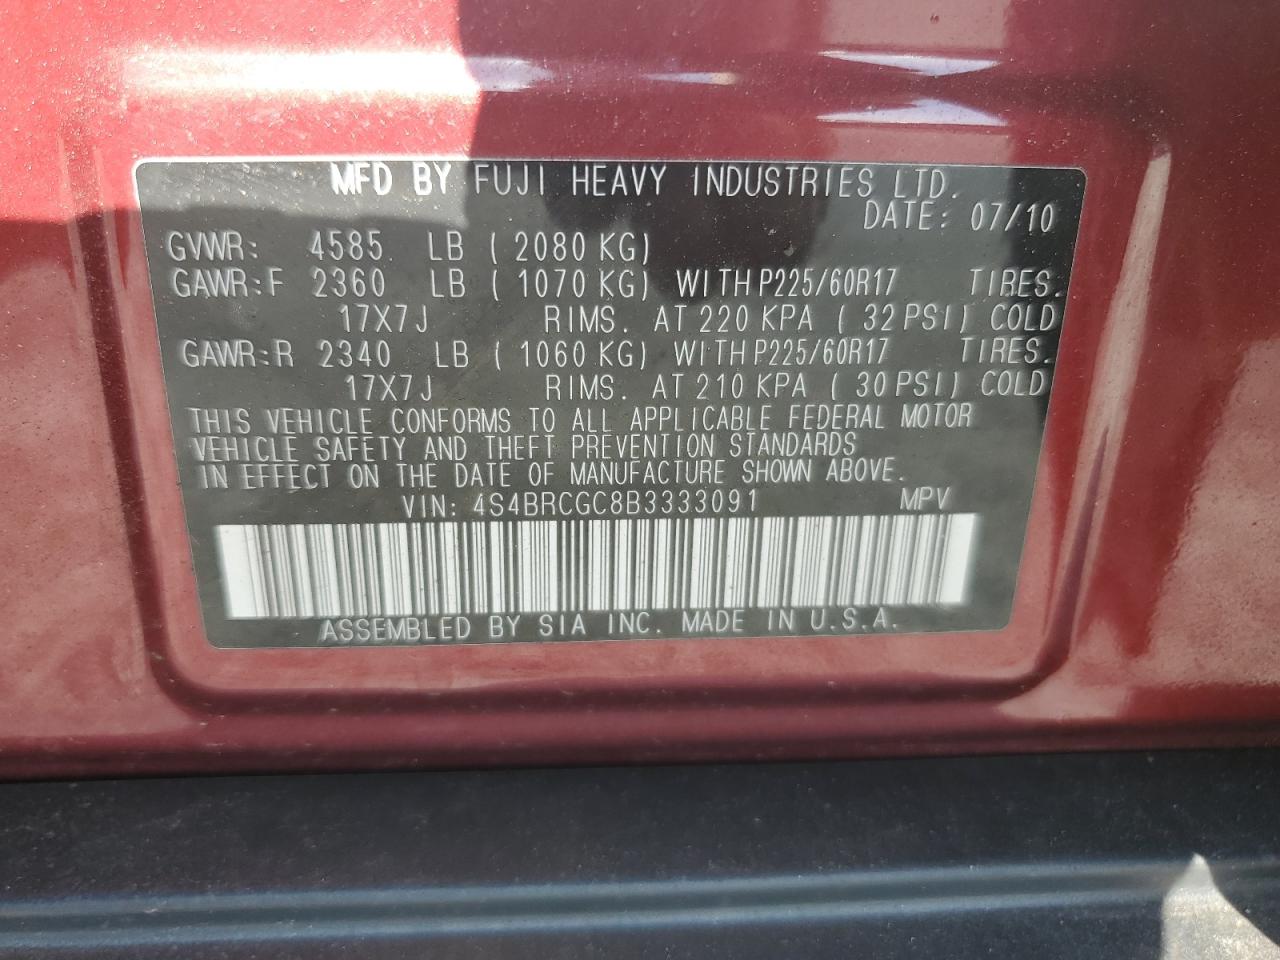 MFD BY FUJI HEAVY INDUSTRIES LTD.
DATE: 07/10
GVWR: 4585 LB ( 2080 KG)
GAWR:F 2360 LB ( 1070 KG) WITH P225/60R17 TIRES.
17X7J RIMS. AT 220 KPA ( 32 PSI) COLD
GAWR:R 2340 LB ( 1060 KG) WITH P225/60R17 TIRES.
17X7J RIMS. AT 210 KPA ( 30 PSI) COLD
THIS VEHICLE CONFORMS TO ALL APPLICABLE FEDERAL MOTOR
VEHICLE SAFETY AND THEFT PREVENTION STANDARDS
IN EFFECT ON THE DATE OF MANUFACTURE SHOWN ABOVE.
VIN: 4S4BRCGC8B3333091 MPV
ASSEMBLED BY SIA INC. MADE IN U.S.A.